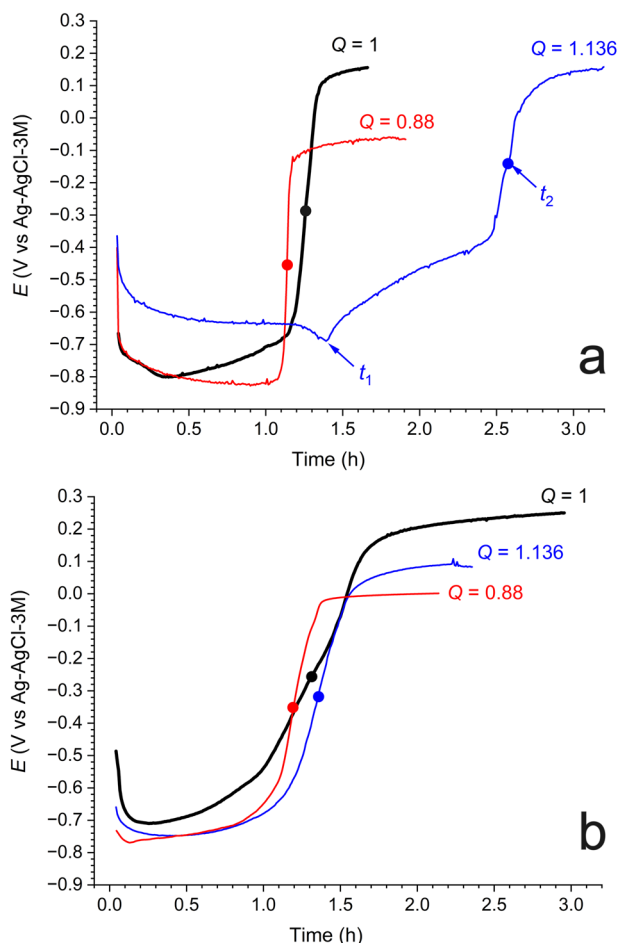 Q = 1
Q = 1.136
0.3
0.2
0.1
0.0
−0.1
−0.2
−0.3
−0.4
−0.5
−0.6
−0.7
−0.8
−0.9
E (V vs Ag-AgCl-3M)
Q = 0.88
t2
t1
a
0.0 0.5 1.0 1.5 2.0 2.5 3.0
Time (h)
0.3
0.2
0.1
0.0
−0.1
−0.2
−0.3
−0.4
−0.5
−0.6
−0.7
−0.8
−0.9
E (V vs Ag-AgCl-3M)
Q = 1
Q = 1.136
Q = 0.88
b
0.0 0.5 1.0 1.5 2.0 2.5 3.0
Time (h)